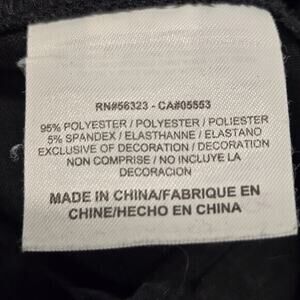 RN#56323 - CA#05553
95% POLYESTER / POLYESTER / POLIESTER
5% SPANDEX / ELASTHANNE / ELASTANO
EXCLUSIVE OF DECORATION / DECORATION
NON COMPRISE / NO INCLUYE LA
DECORACION
MADE IN CHINA/FABRIQUE EN
CHINE/HECHO EN CHINA